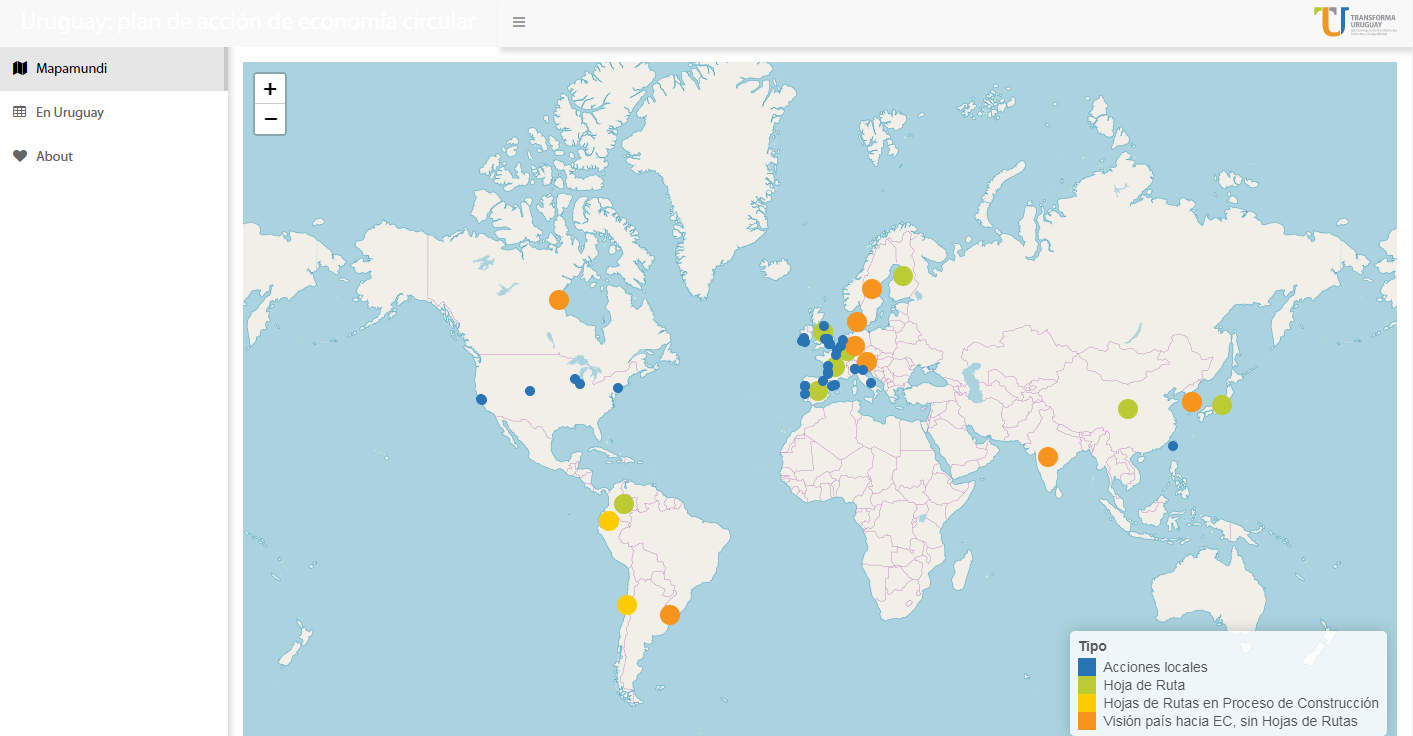 Uruguay: plan de acción de economía circular
TRANSFORMA
URUGUAY
Mapamundi
En Uruguay
About
+
−
Tipo
Acciones locales
Hoja de Ruta
Hojas de Rutas en Proceso de Construcción
Visión país hacia EC, sin Hojas de Rutas